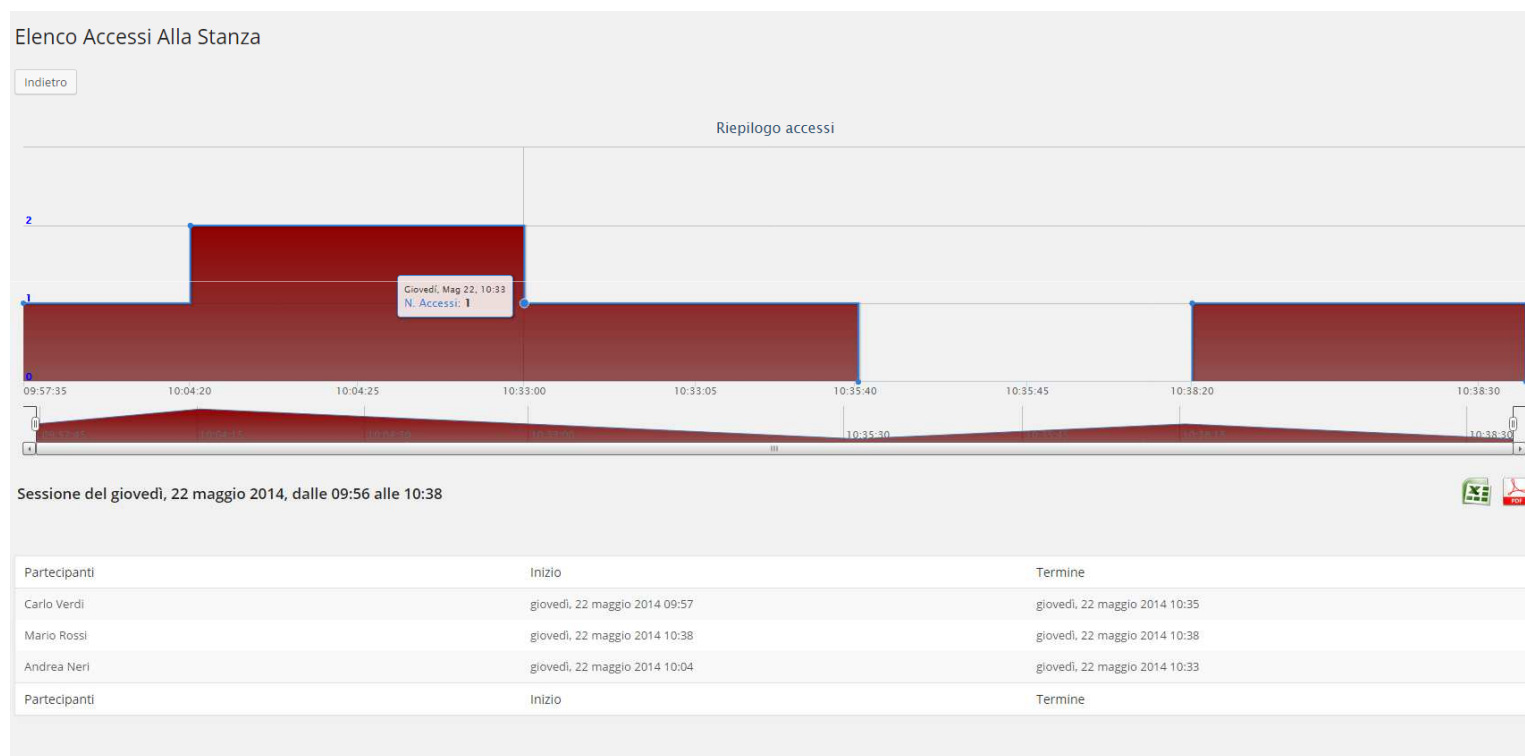 Elenco Accessi Alla Stanza
Indietro
Riepilogo accessi
2
Giovedì, Mag 22, 10:33
N. Accessi: 1
1
0
09:57:35 10:04:20 10:04:25 10:33:00 10:33:05 10:35:40 10:35:45 10:38:20 10:38:30
10:35:30 10:38:30
Sessione del giovedì, 22 maggio 2014, dalle 09:56 alle 10:38
PDF
Partecipanti Inizio Termine
Carlo Verdi giovedì, 22 maggio 2014 09:57 giovedì, 22 maggio 2014 10:35
Mario Rossi giovedì, 22 maggio 2014 10:38 giovedì, 22 maggio 2014 10:38
Andrea Neri giovedì, 22 maggio 2014 10:04 giovedì, 22 maggio 2014 10:33
Partecipanti Inizio Termine